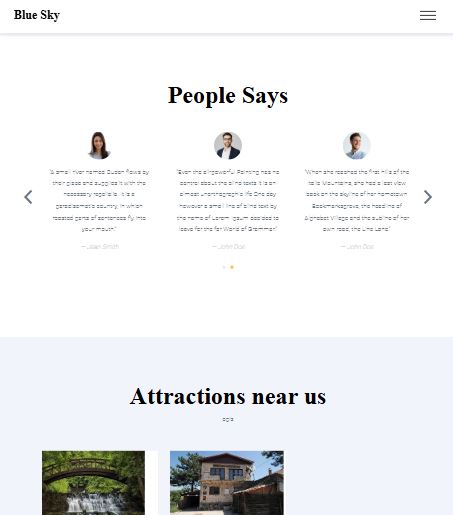 Blue Sky
People Says
"A small river named Duden flows by
their place and supplies it with the
necessary regelialia. It is a
paradisematic country, in which
roasted parts of sentences fly into
your mouth."
— Jean Smith
"Even the all-powerful Pointing has no
control about the blind texts it is an
almost unorthographic life One day
however a small line of blind text by
the name of Lorem Ipsum decided to
leave for the far World of Grammar."
— John Doe
"When she reached the first hills of the
Italic Mountains, she had a last view
back on the skyline of her hometown
Bookmarksgrove, the headline of
Alphabet Village and the subline of her
own road, the Line Lane."
— John Doe
Attractions near us